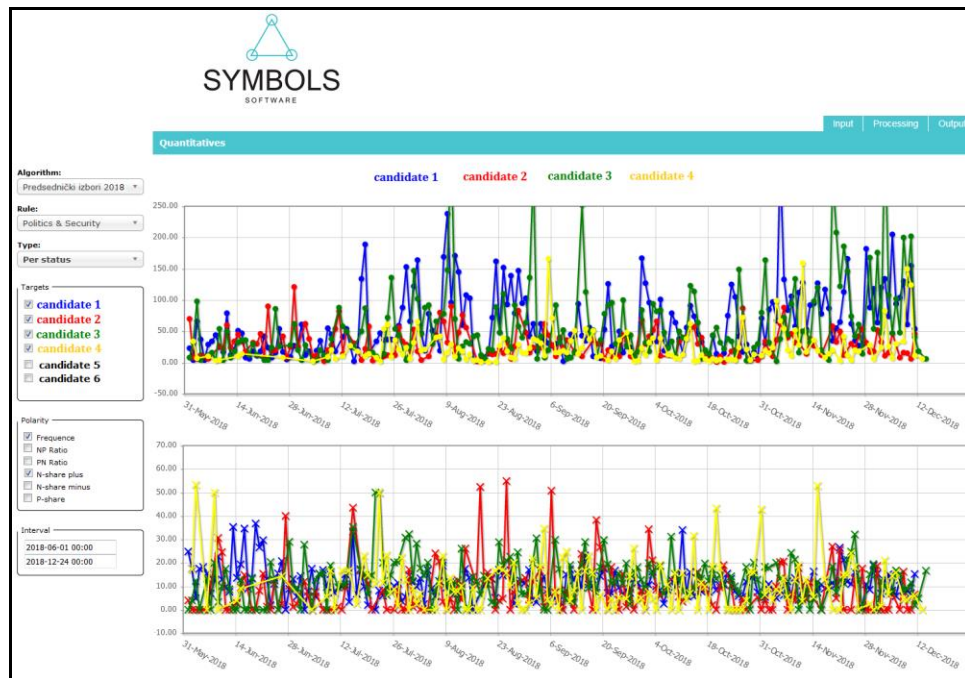 SYMBOLS
SOFTWARE
Input Processing Output
Quantitatives
Algorithm:
Predsednički izbori 2018
Rule:
Politics & Security
Type:
Per status
Targets
candidate 1
candidate 2
candidate 3
candidate 4
candidate 5
candidate 6
Polarity
Frequence
NP Ratio
PN Ratio
N-share plus
N-share minus
P-share
Interval
2018-06-01 00:00
2018-12-24 00:00
candidate 1 candidate 2 candidate 3 candidate 4
250.00
200.00
150.00
100.00
50.00
0.00
-50.00
31-May-2018 14-Jun-2018 28-Jun-2018 12-Jul-2018 26-Jul-2018 9-Aug-2018 23-Aug-2018 6-Sep-2018 20-Sep-2018 4-Oct-2018 18-Oct-2018 31-Oct-2018 14-Nov-2018 28-Nov-2018 12-Dec-2018
70.00
60.00
50.00
40.00
30.00
20.00
10.00
0.00
10.00
31-May-2018 14-Jun-2018 28-Jun-2018 12-Jul-2018 26-Jul-2018 9-Aug-2018 23-Aug-2018 6-Sep-2018 20-Sep-2018 4-Oct-2018 18-Oct-2018 31-Oct-2018 14-Nov-2018 28-Nov-2018 12-Dec-2018